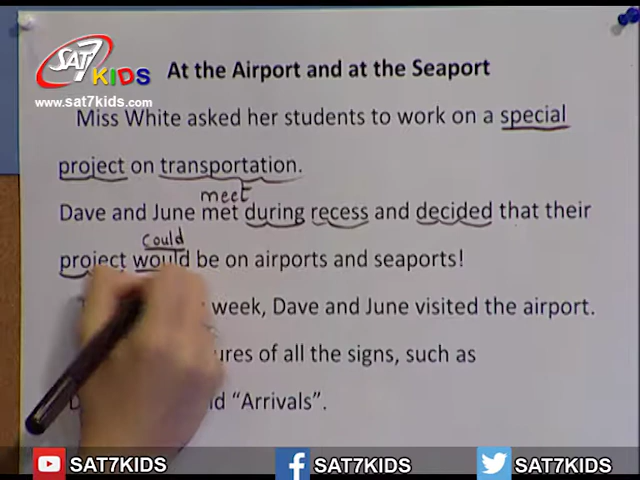 SAT7
KIDS
www.sat7kids.com
At the Airport and at the Seaport
Miss White asked her students to work on a special
project on transportation.
meet
Dave and June met during recess and decided that their
could
project would be on airports and seaports!
week, Dave and June visited the airport.
of all the signs, such as
"Arrivals".
SAT7KIDS SAT7KIDS SAT7KIDS